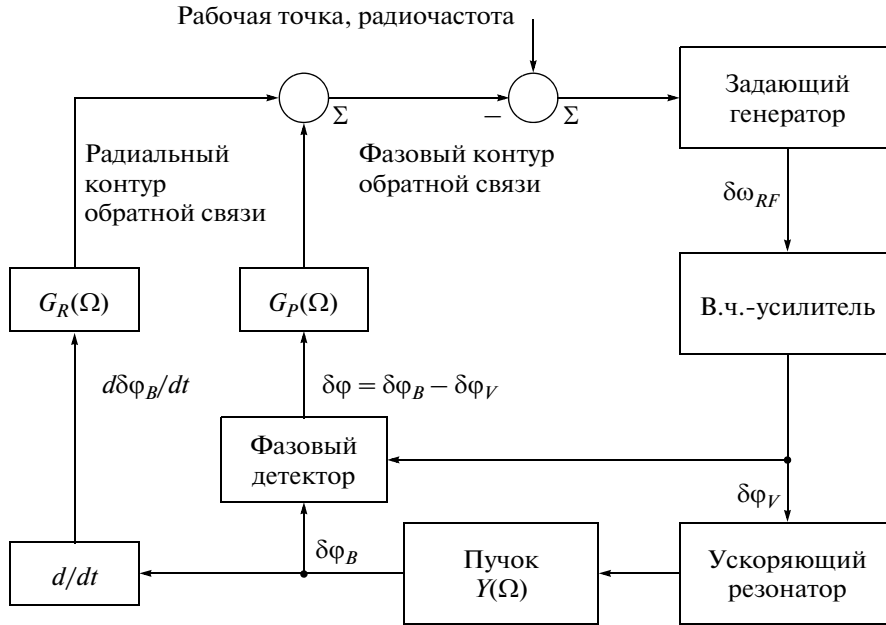 Рабочая точка, радиочастота
Σ
–
Σ
Задающий
генератор
Радиальный
контур
обратной связи
Фазовый контур
обратной связи
δω_RF
G_R(Ω)
G_P(Ω)
В.ч.-усилитель
dδφ_B/dt
δφ = δφ_B – δφ_V
Фазовый
детектор
δφ_V
δφ_B
d/dt
Пучок
Y(Ω)
Ускоряющий
резонатор